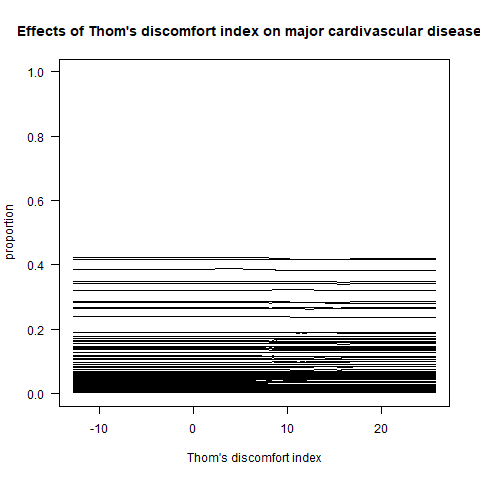 Effects of Thom's discomfort index on major cardivascular disease
1.0
0.8
0.6
0.4
0.2
0.0
proportion
-10 0 10 20
Thom's discomfort index